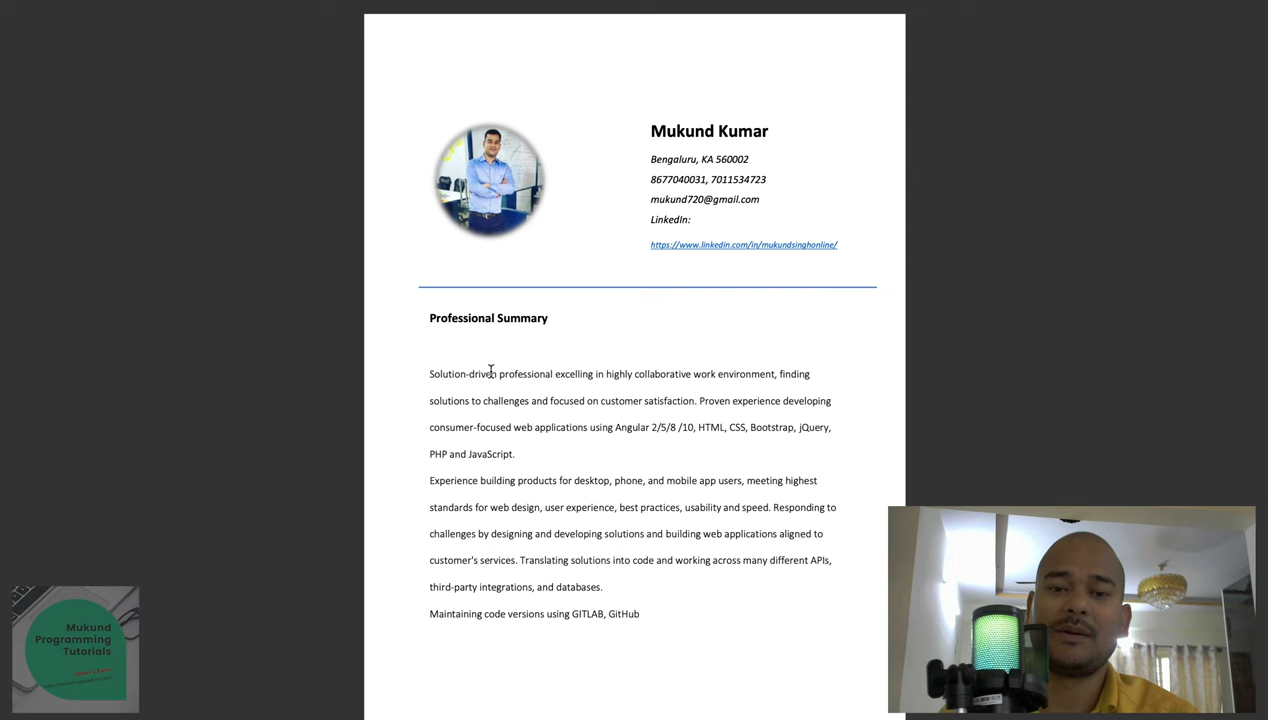 Mukund Kumar
Bengaluru, KA 560002
8677040031, 7011534723
mukund720@gmail.com
LinkedIn:
https://www.linkedin.com/in/mukundsinghonline/
Professional Summary
Solution-driven professional excelling in highly collaborative work environment, finding
solutions to challenges and focused on customer satisfaction. Proven experience developing
consumer-focused web applications using Angular 2/5/8 /10, HTML, CSS, Bootstrap, jQuery,
PHP and JavaScript.
Experience building products for desktop, phone, and mobile app users, meeting highest
standards for web design, user experience, best practices, usability and speed. Responding to
challenges by designing and developing solutions and building web applications aligned to
customer's services. Translating solutions into code and working across many different APIs,
third-party integrations, and databases.
Maintaining code versions using GITLAB, GitHub
Mukund
Programming
Tutorials